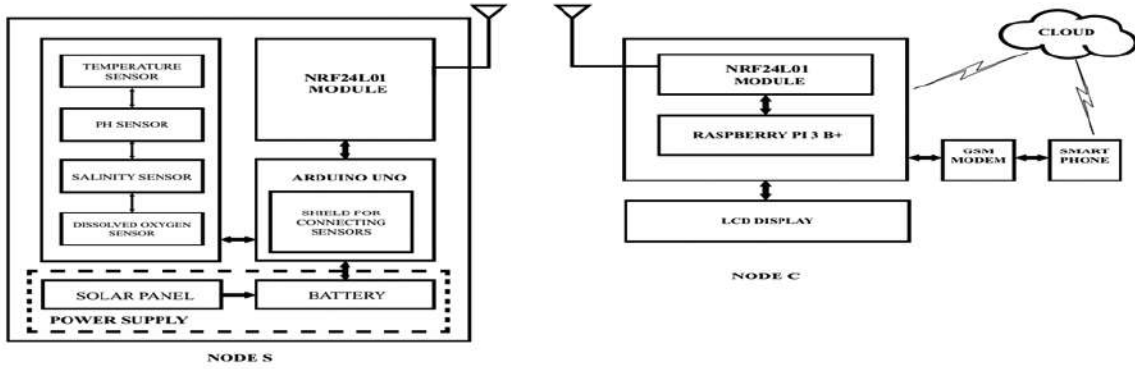 TEMPERATURE
SENSOR
PH SENSOR
SALINITY SENSOR
DISSOLVED OXYGEN
SENSOR
NRF24L01
MODULE
ARDUINO UNO
SHIELD FOR
CONNECTING
SENSORS
SOLAR PANEL
BATTERY
POWER SUPPLY
NODE S
NRF24L01
MODULE
RASPBERRY PI 3 B+
LCD DISPLAY
NODE C
GSM
MODEM
SMART
PHONE
CLOUD